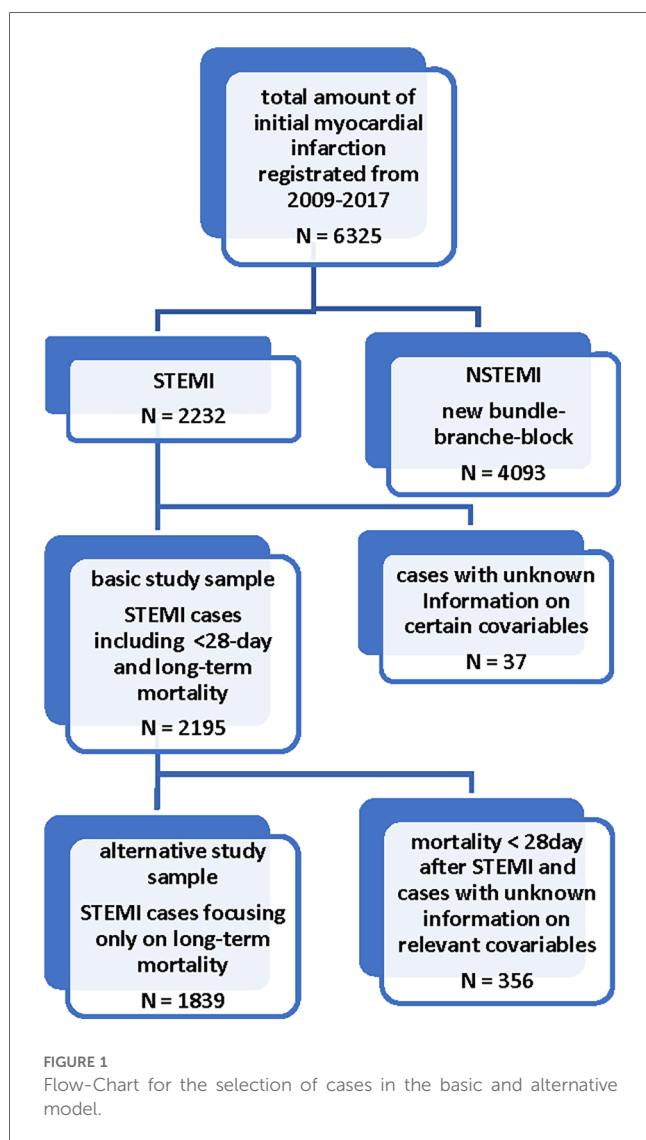 total amount of
initial myocardial
infarction
registrated from
2009-2017
N = 6325
STEMI
N = 2232
NSTEMI
new bundle-
branche-block
N = 4093
basic study sample
STEMI cases
including <28-day
and long-term
mortality
N = 2195
cases with unknown
Information on
certain covariables
N = 37
alternative study
sample
STEMI cases focusing
only on long-term
mortality
N = 1839
mortality < 28day
after STEMI and
cases with unknown
information on
relevant covariables
N = 356
FIGURE 1
Flow-Chart for the selection of cases in the basic and alternative
model.